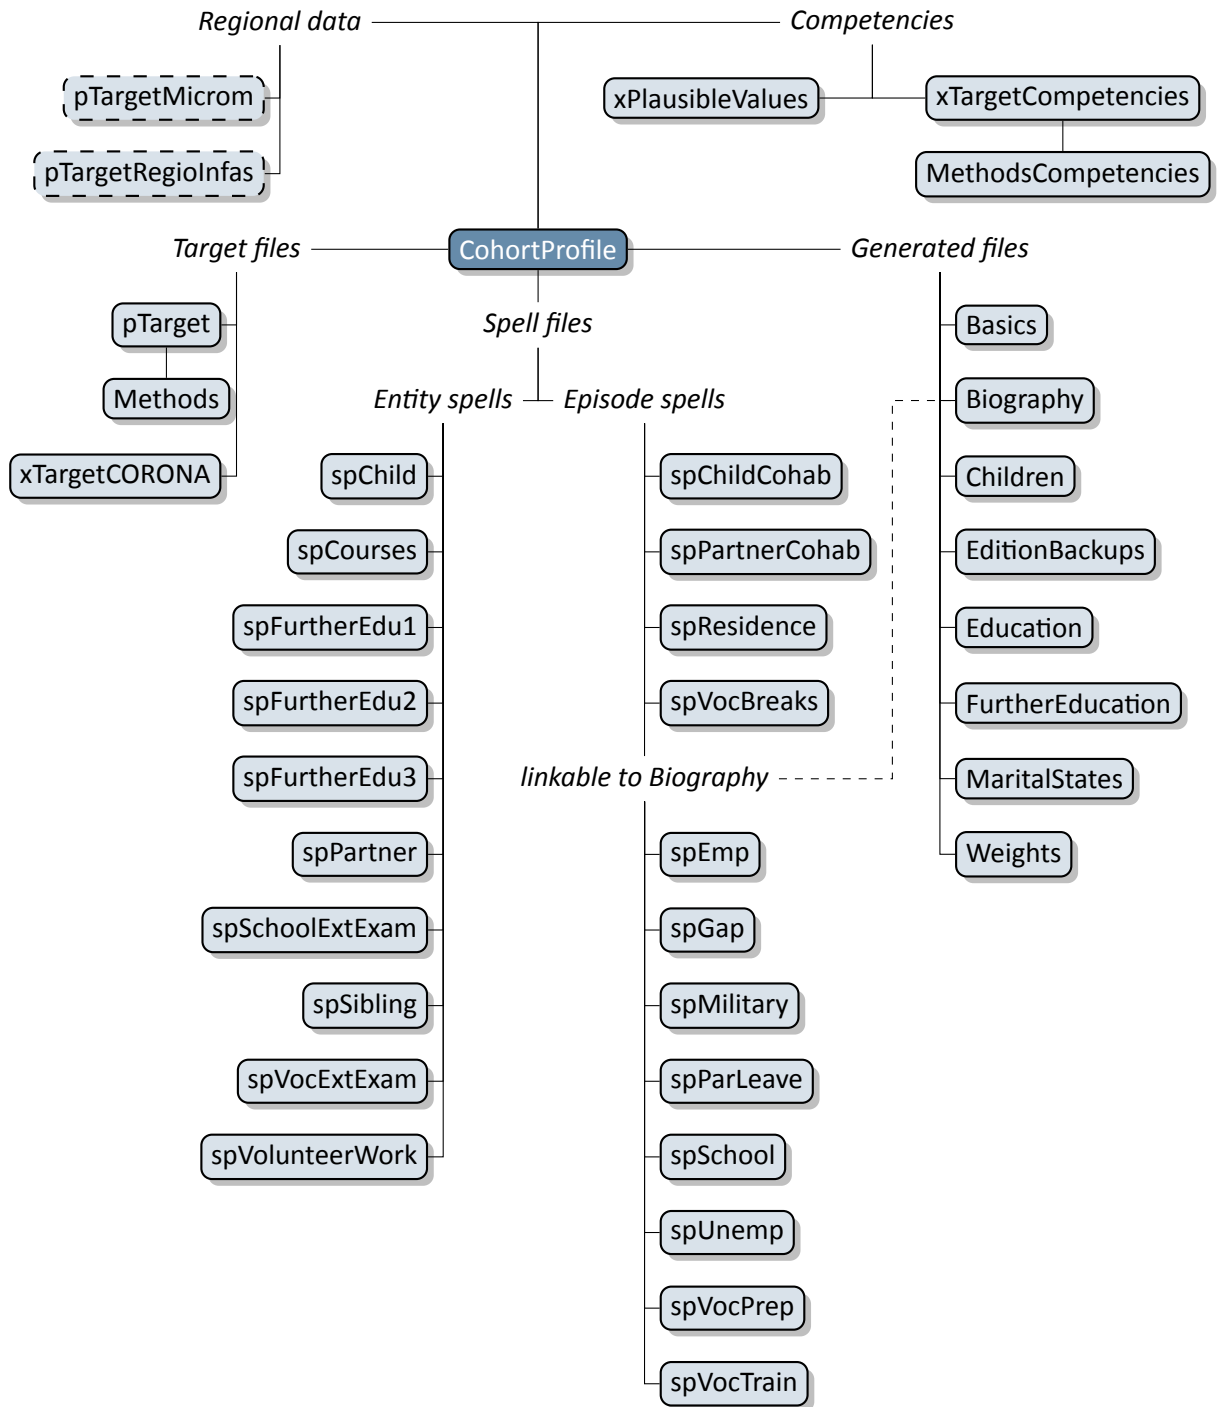 Regional data
Competencies
pTargetMicrom
xPlausibleValues
xTargetCompetencies
pTargetRegioInfas
MethodsCompetencies
Target files
CohortProfile
Generated files
pTarget
Spell files
Basics
Methods
Entity spells
Episode spells
Biography
xTargetCORONA
spChild
spChildCohab
Children
spCourses
spPartnerCohab
EditionBackups
spFurtherEdu1
spResidence
Education
spFurtherEdu2
spVocBreaks
FurtherEducation
spFurtherEdu3
linkable to Biography
MaritalStates
spPartner
spEmp
Weights
spSchoolExtExam
spGap
spSibling
spMilitary
spVocExtExam
spParLeave
spVolunteerWork
spSchool
spUnemp
spVocPrep
spVocTrain